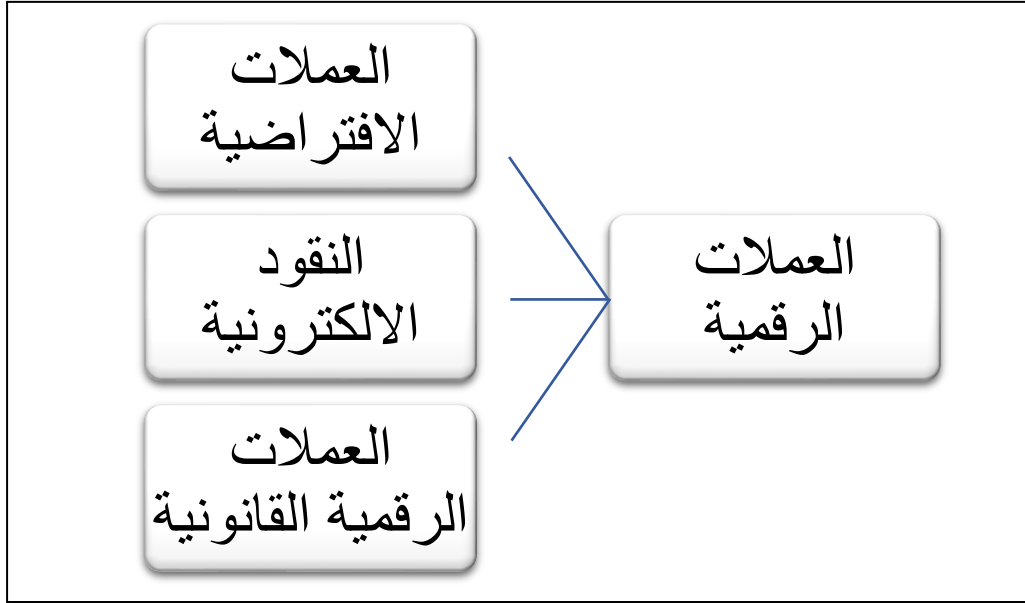 العملات
الرقمية
العملات
الافتراضية
النقود
الالكترونية
العملات
الرقمية القانونية